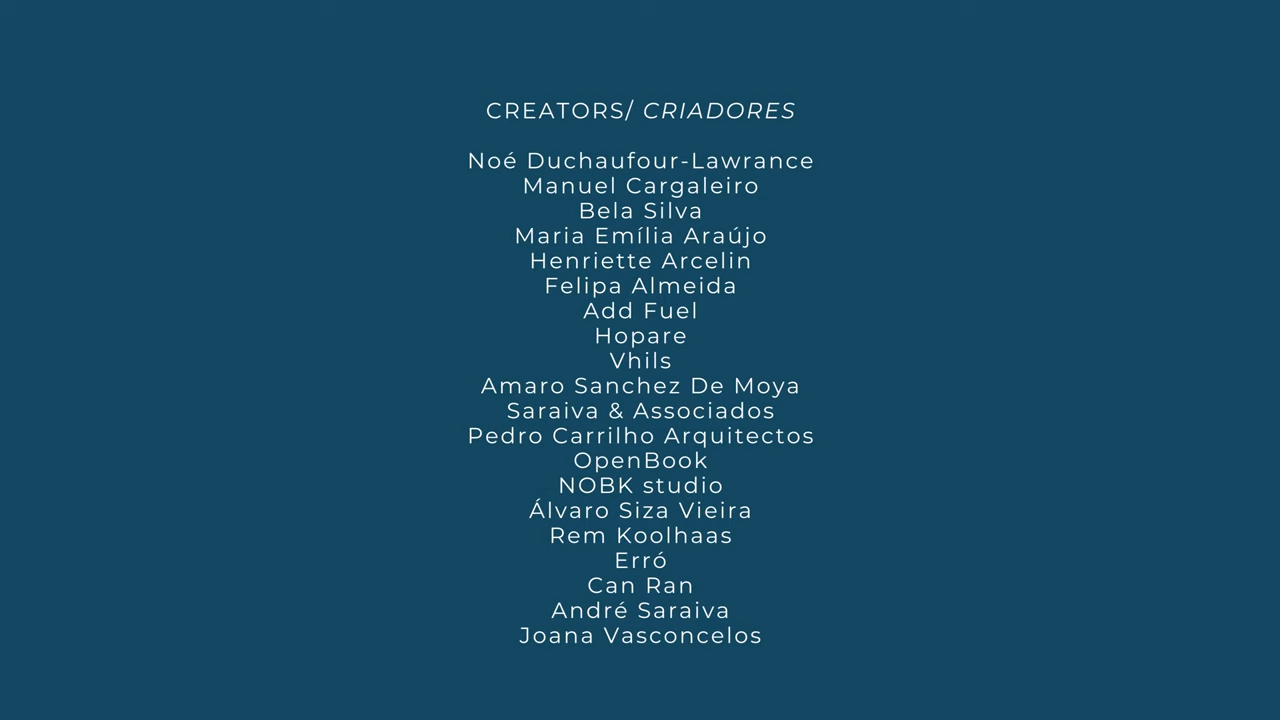 CREATORS/ CRIADORES
Noé Duchaufour-Lawrance
Manuel Cargaleiro
Bela Silva
Maria Emília Araújo
Henriette Arcelin
Felipa Almeida
Add Fuel
Hopare
Vhils
Amaro Sanchez De Moya
Saraiva & Associados
Pedro Carrilho Arquitectos
OpenBook
NOBK studio
Álvaro Siza Vieira
Rem Koolhaas
Erró
Can Ran
André Saraiva
Joana Vasconcelos